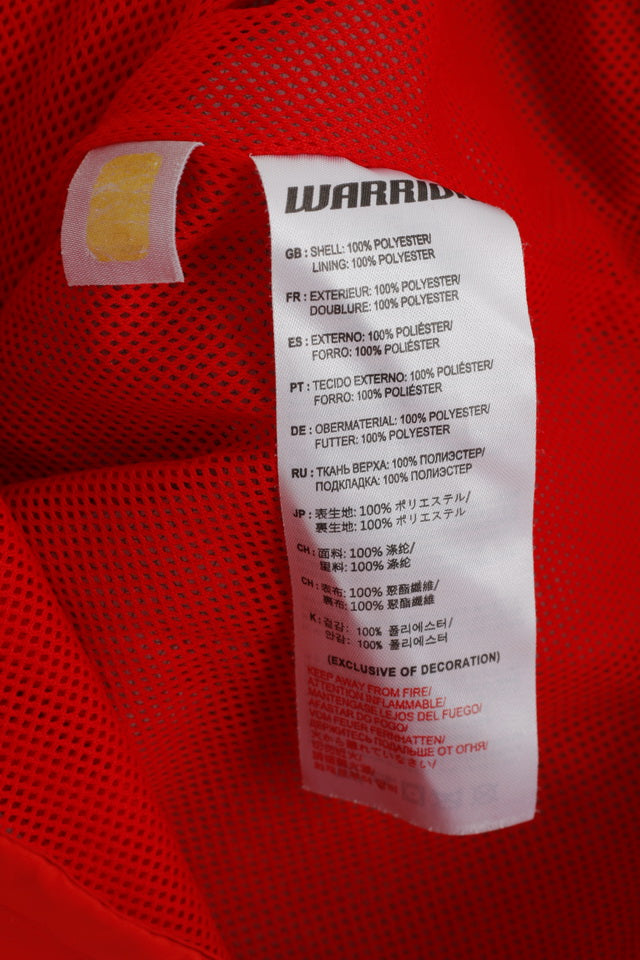 WARRIOR
GB : SHELL: 100% POLYESTER/
LINING: 100% POLYESTER
FR : EXTERIEUR: 100% POLYESTER/
DOUBLURE: 100% POLYESTER
ES : EXTERNO: 100% POLIÉSTER/
FORRO: 100% POLIÉSTER
PT : TECIDO EXTERNO: 100% POLIÉSTER/
FORRO: 100% POLIÉSTER
DE : OBERMATERIAL: 100% POLYESTER/
FUTTER: 100% POLYESTER
RU : ТКАНЬ ВЕРХА: 100% ПОЛИЭСТЕР/
ПОДКЛАДКА: 100% ПОЛИЭСТЕР
JP : 表生地: 100% ポリエステル/
裏生地: 100% ポリエステル
CH : 面料: 100% 涤纶/
里料: 100% 涤纶
CH : 表布: 100% 聚酯纖維/
裏布: 100% 聚酯纖維
K : 겉감: 100% 폴리에스터/
안감: 100% 폴리에스터
(EXCLUSIVE OF DECORATION)
KEEP AWAY FROM FIRE/
ATTENTION INFLAMMABLE/
MANTENGASE LEJOS DEL FUEGO/
AFASTAR DO FOGO/
VOM FEUER FERNHATTEN/
ДЕРЖИТЕСЬ ПОДАЛЬШЕ ОТ ОГНЯ/